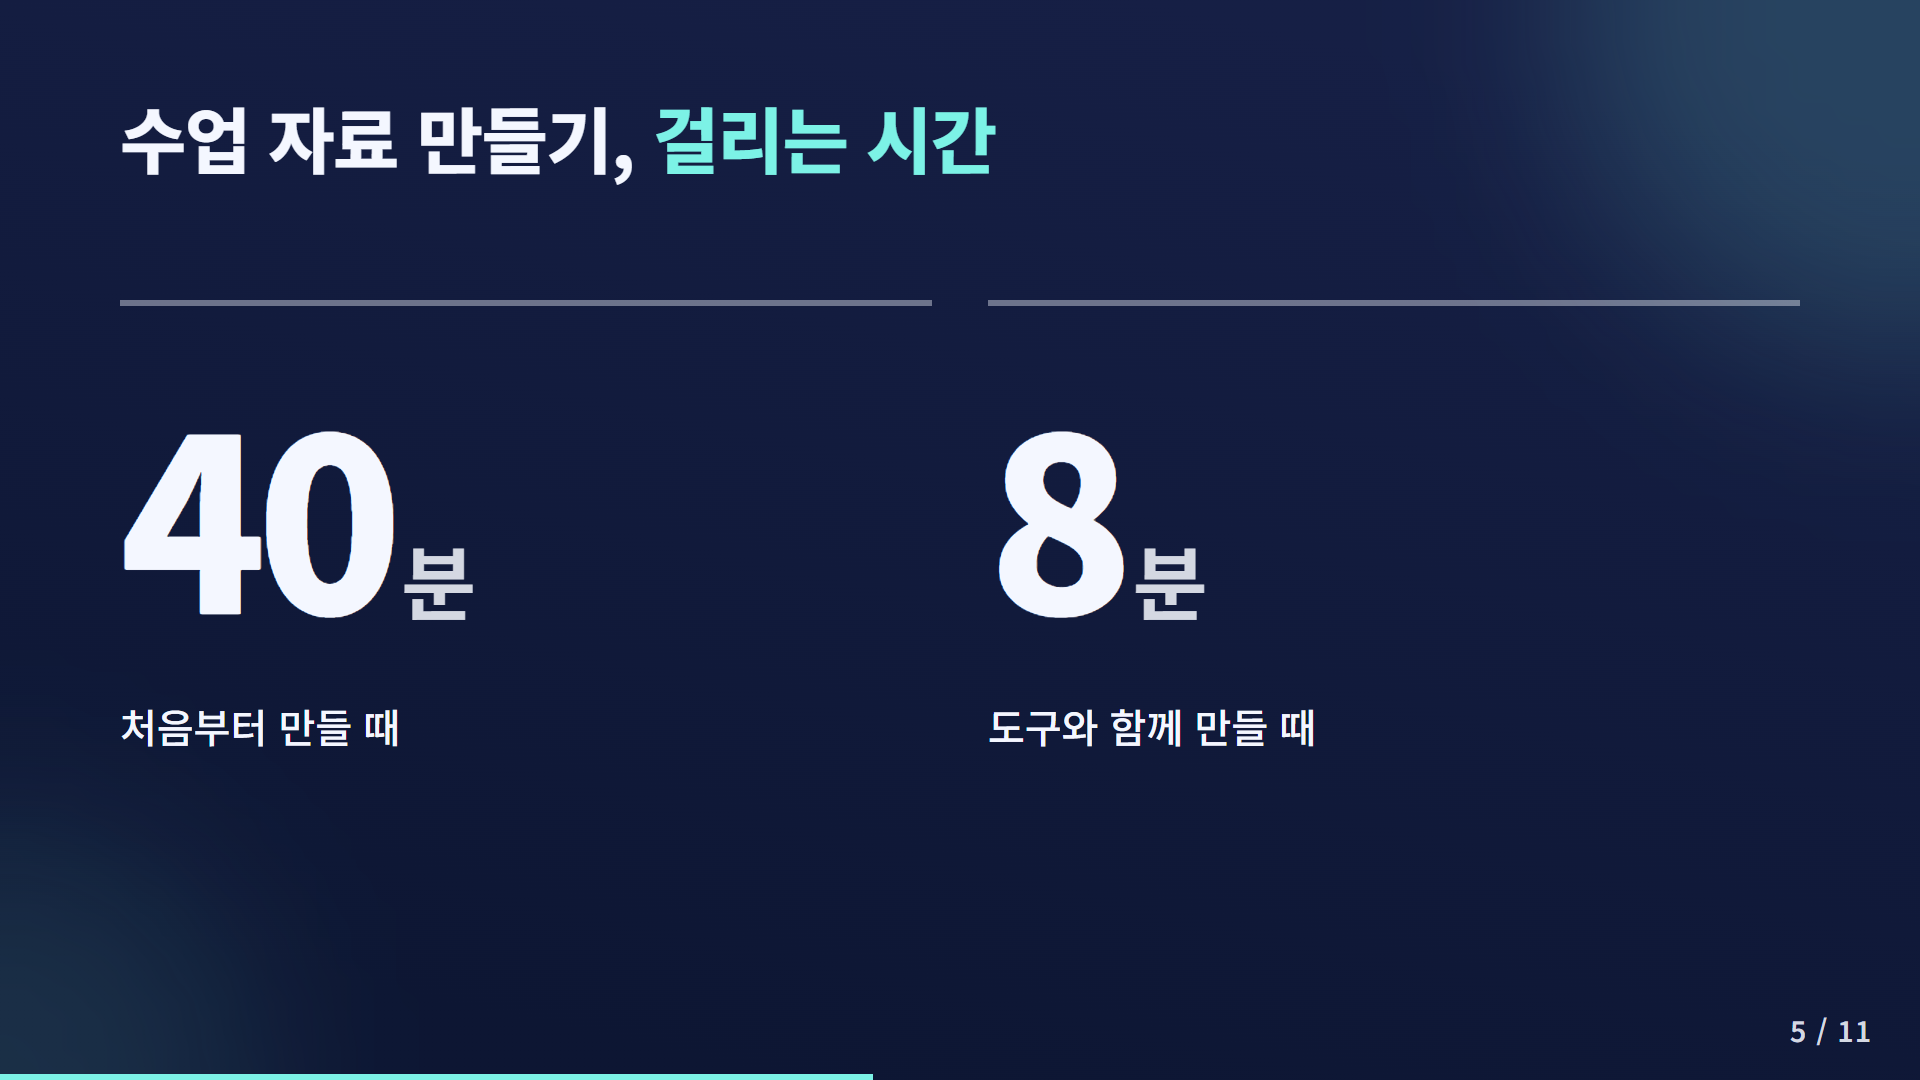 수업 자료 만들기, 걸리는 시간
40분
처음부터 만들 때
8분
도구와 함께 만들 때
5 / 11